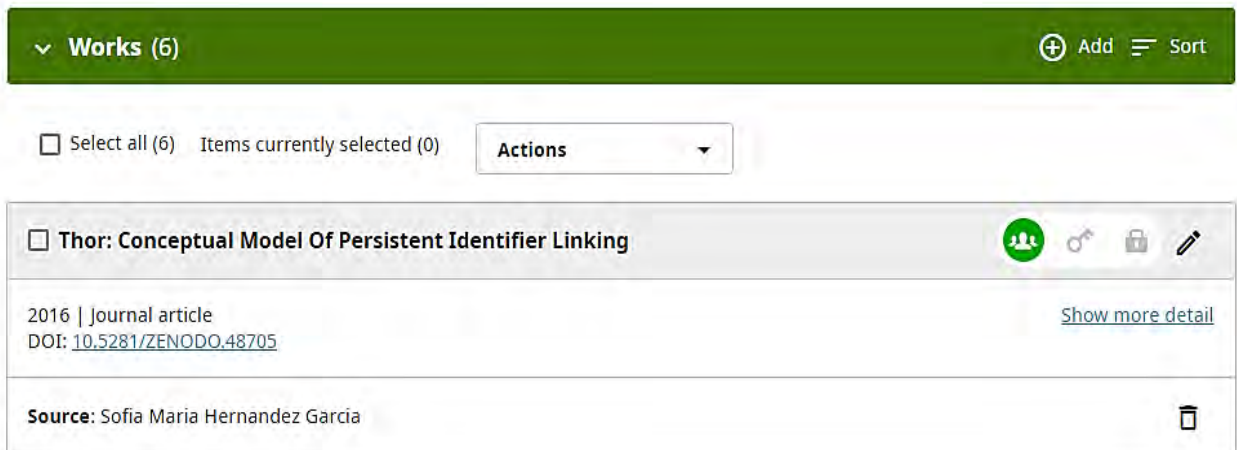 Works (6) Add Sort
Select all (6) Items currently selected (0) Actions
Thor: Conceptual Model Of Persistent Identifier Linking
2016 | Journal article Show more detail
DOI: 10.5281/ZENODO.48705
Source: Sofia Maria Hernandez Garcia